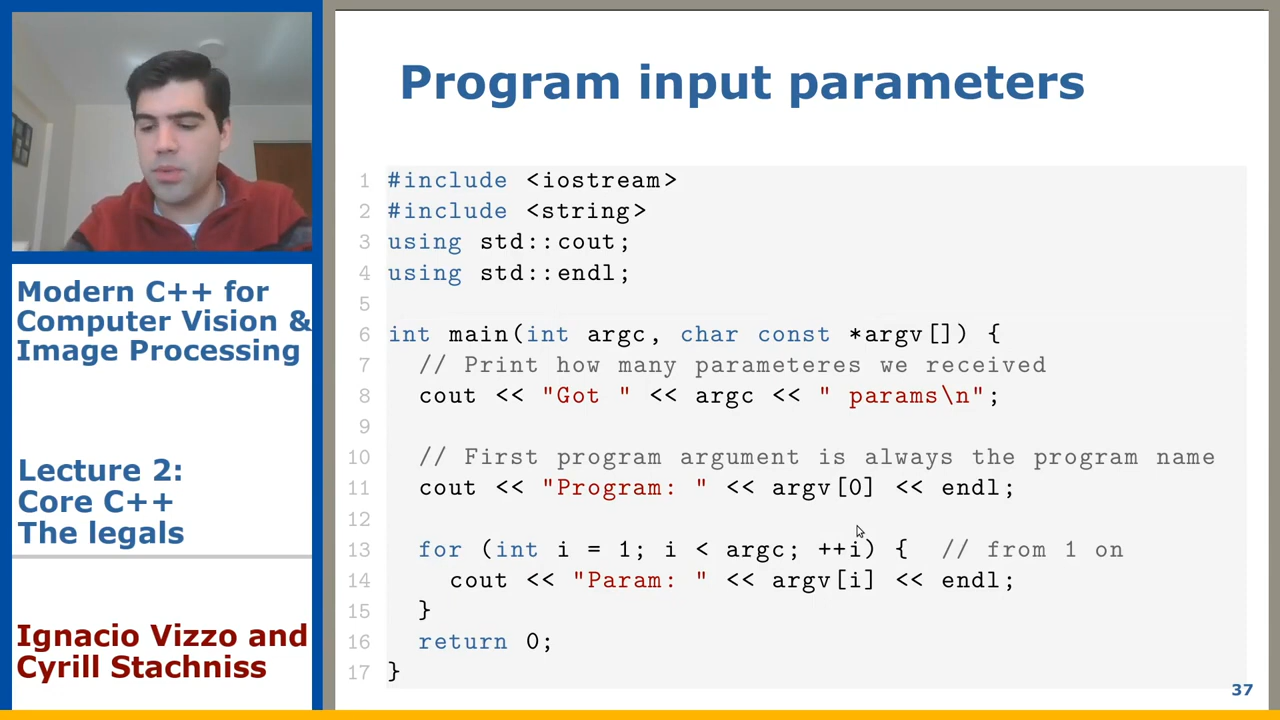 Program input parameters
1 #include <iostream>
2 #include <string>
3 using std::cout;
4 using std::endl;
5
6 int main(int argc, char const *argv[]) {
7 // Print how many parameteres we received
8 cout << "Got " << argc << " params\n";
9
10 // First program argument is always the program name
11 cout << "Program: " << argv[0] << endl;
12
13 for (int i = 1; i < argc; ++i) { // from 1 on
14 cout << "Param: " << argv[i] << endl;
15 }
16 return 0;
17 }
37
Modern C++ for
Computer Vision &
Image Processing
Lecture 2:
Core C++
The legals
Ignacio Vizzo and
Cyrill Stachniss